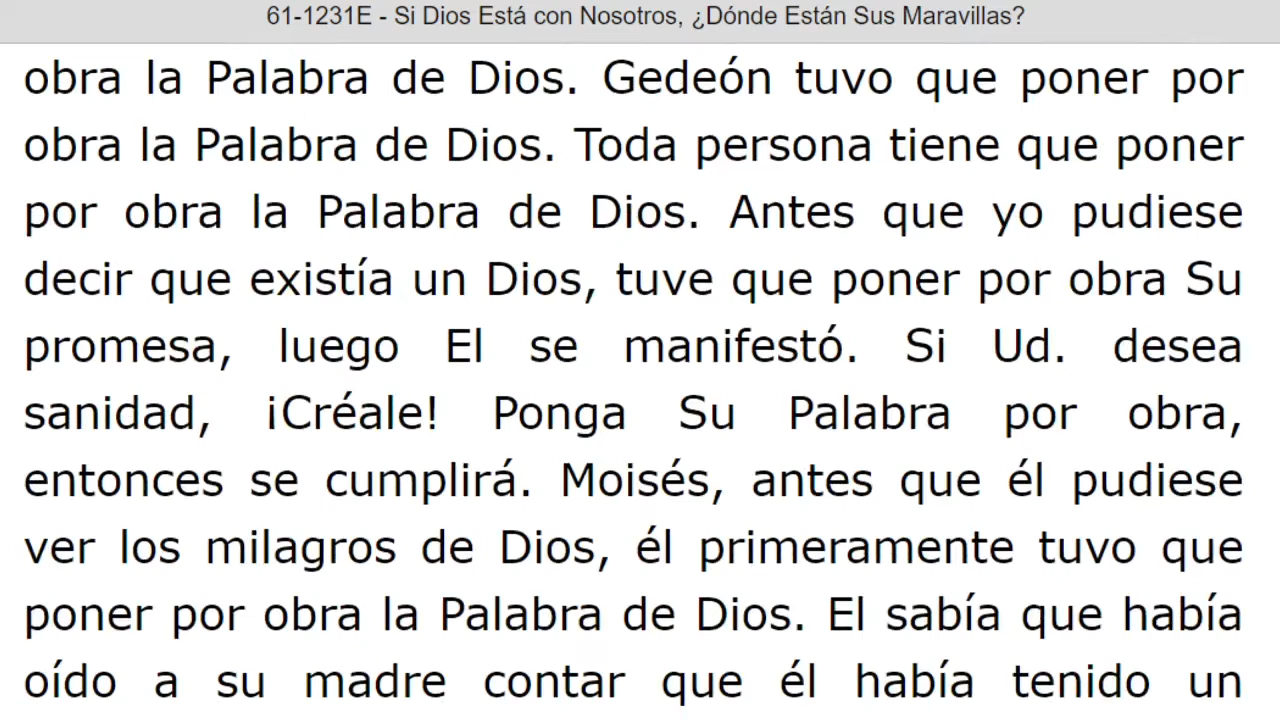 61-1231E - Si Dios Está con Nosotros, ¿Dónde Están Sus Maravillas?
obra la Palabra de Dios. Gedeón tuvo que poner por
obra la Palabra de Dios. Toda persona tiene que poner
por obra la Palabra de Dios. Antes que yo pudiese
decir que existía un Dios, tuve que poner por obra Su
promesa, luego El se manifestó. Si Ud. desea
sanidad, ¡Créale! Ponga Su Palabra por obra,
entonces se cumplirá. Moisés, antes que él pudiese
ver los milagros de Dios, él primeramente tuvo que
poner por obra la Palabra de Dios. El sabía que había
oído a su madre contar que él había tenido un